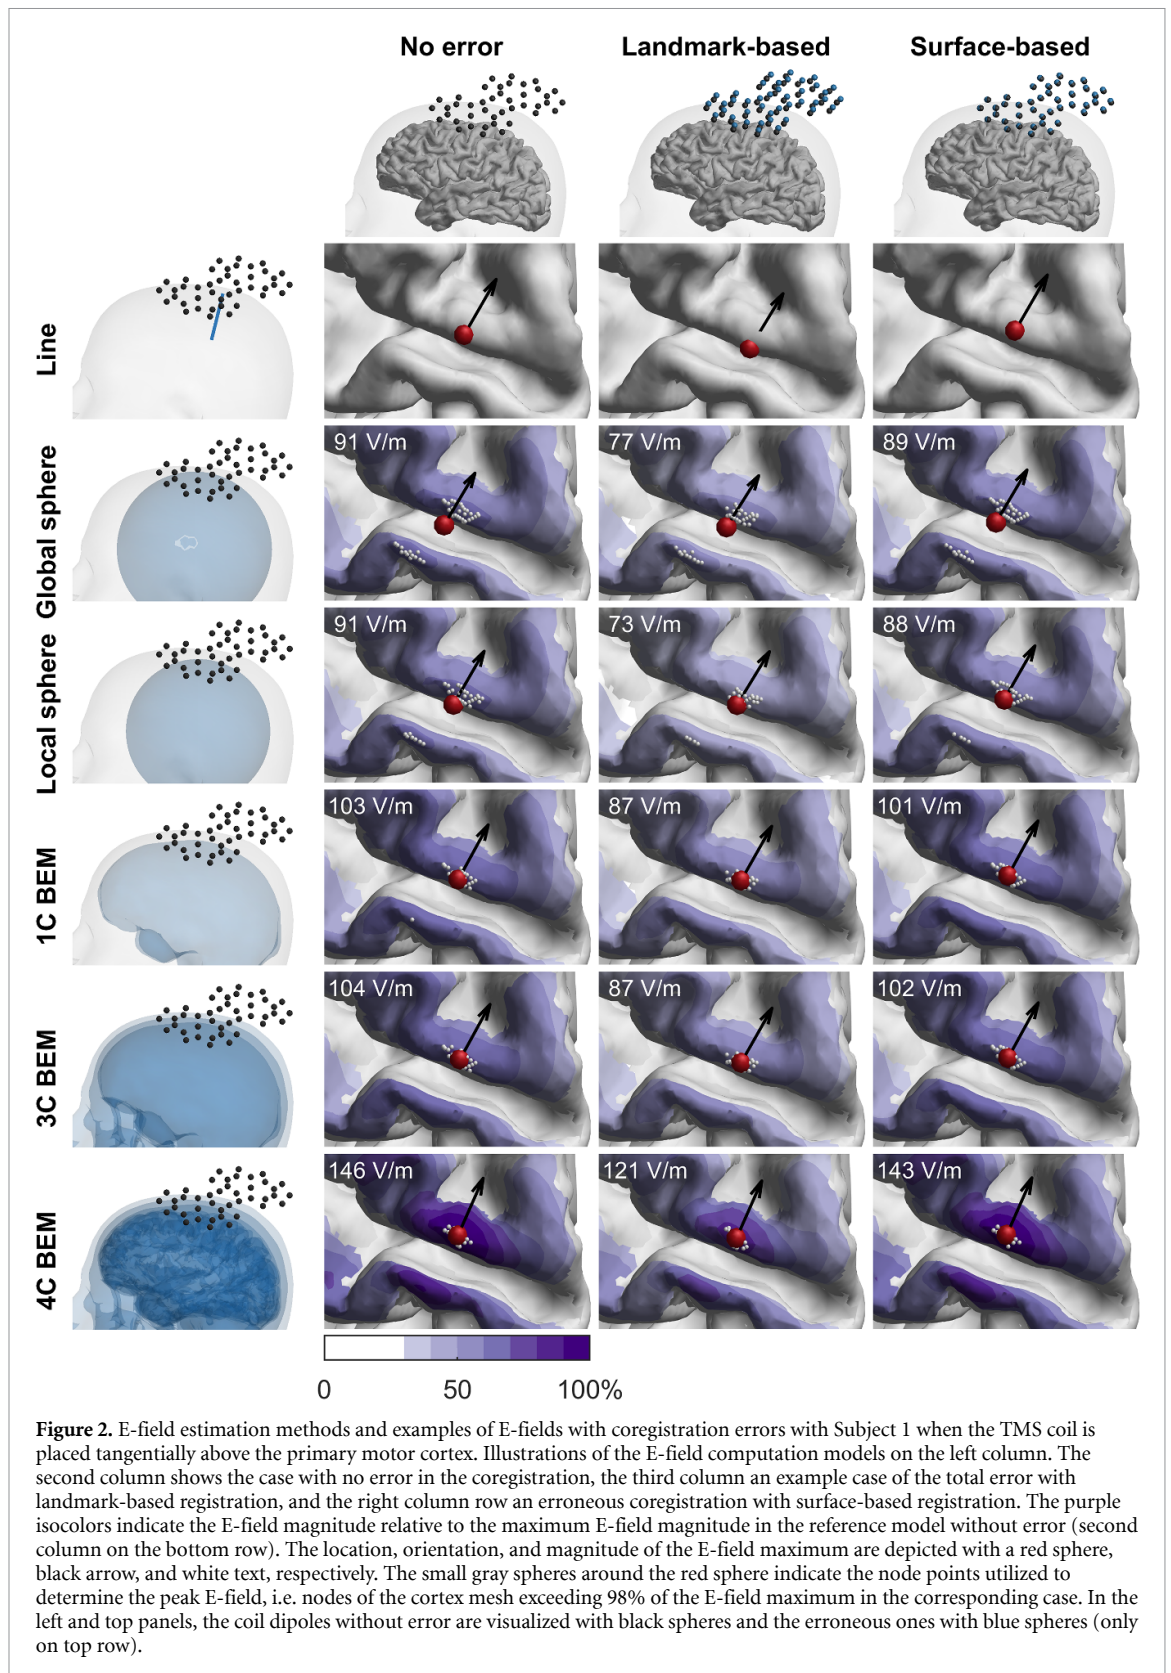 No error
Landmark-based
Surface-based
Line
Global sphere
91 V/m
77 V/m
89 V/m
Local sphere
91 V/m
73 V/m
88 V/m
1C BEM
103 V/m
87 V/m
101 V/m
3C BEM
104 V/m
87 V/m
102 V/m
4C BEM
146 V/m
121 V/m
143 V/m
0
50
100%
Figure 2. E-field estimation methods and examples of E-fields with coregistration errors with Subject 1 when the TMS coil is
placed tangentially above the primary motor cortex. Illustrations of the E-field computation models on the left column. The
second column shows the case with no error in the coregistration, the third column an example case of the total error with
landmark-based registration, and the right column row an erroneous coregistration with surface-based registration. The purple
isocolors indicate the E-field magnitude relative to the maximum E-field magnitude in the reference model without error (second
column on the bottom row). The location, orientation, and magnitude of the E-field maximum are depicted with a red sphere,
black arrow, and white text, respectively. The small gray spheres around the red sphere indicate the node points utilized to
determine the peak E-field, i.e. nodes of the cortex mesh exceeding 98% of the E-field maximum in the corresponding case. In the
left and top panels, the coil dipoles without error are visualized with black spheres and the erroneous ones with blue spheres (only
on top row).